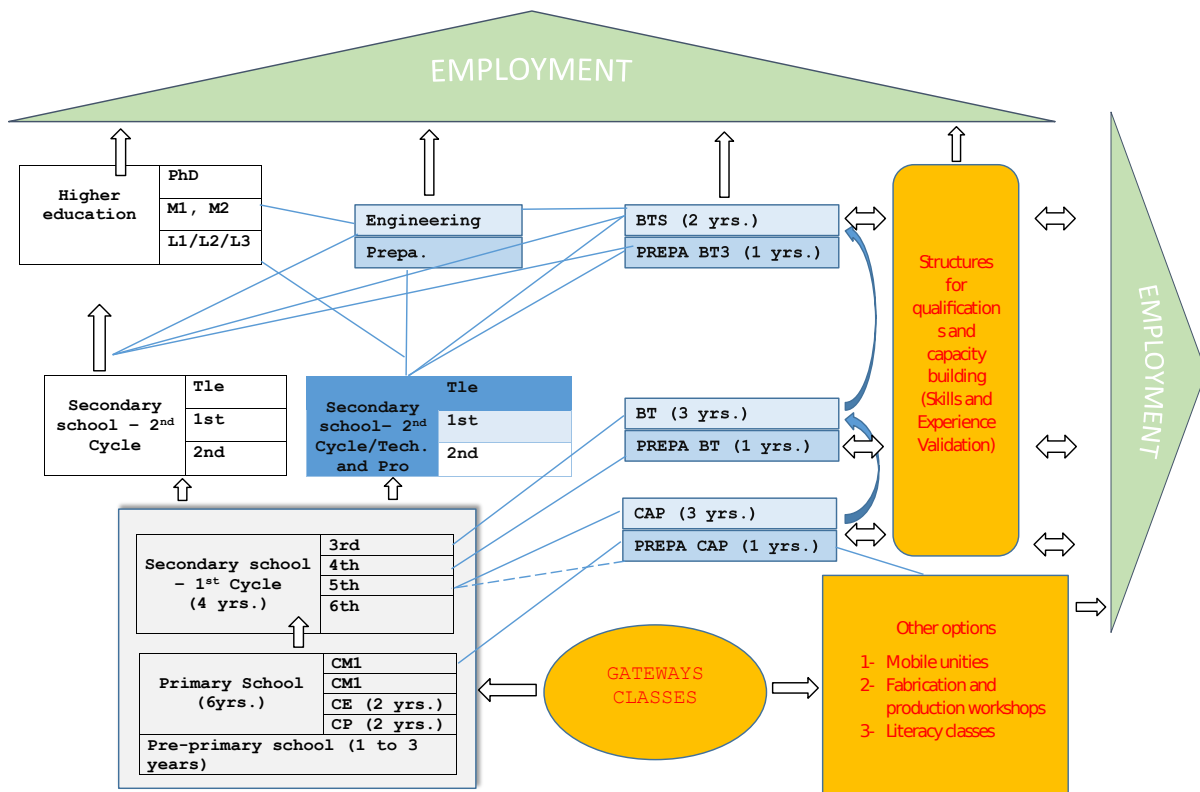 EMPLOYMENT
PhD
Higher
education
M1, M2
L1/L2/L3
Engineering
Prepa.
BTS (2 yrs.)
PREPA BT3 (1 yrs.)
Structures
for
qualification
s and
capacity
building
(Skills and
Experience
Validation)
EMPLOYMENT
Secondary
school – 2nd
Cycle
Tle
1st
2nd
Secondary
school– 2nd
Cycle/Tech.
and Pro
Tle
1st
2nd
BT (3 yrs.)
PREPA BT (1 yrs.)
CAP (3 yrs.)
PREPA CAP (1 yrs.)
Secondary school
– 1st Cycle
(4 yrs.)
3rd
4th
5th
6th
Primary School
(6yrs.)
CM1
CM1
CE (2 yrs.)
CP (2 yrs.)
Pre-primary school (1 to 3
years)
GATEWAYS
CLASSES
Other options
1- Mobile unities
2- Fabrication and
production workshops
3- Literacy classes